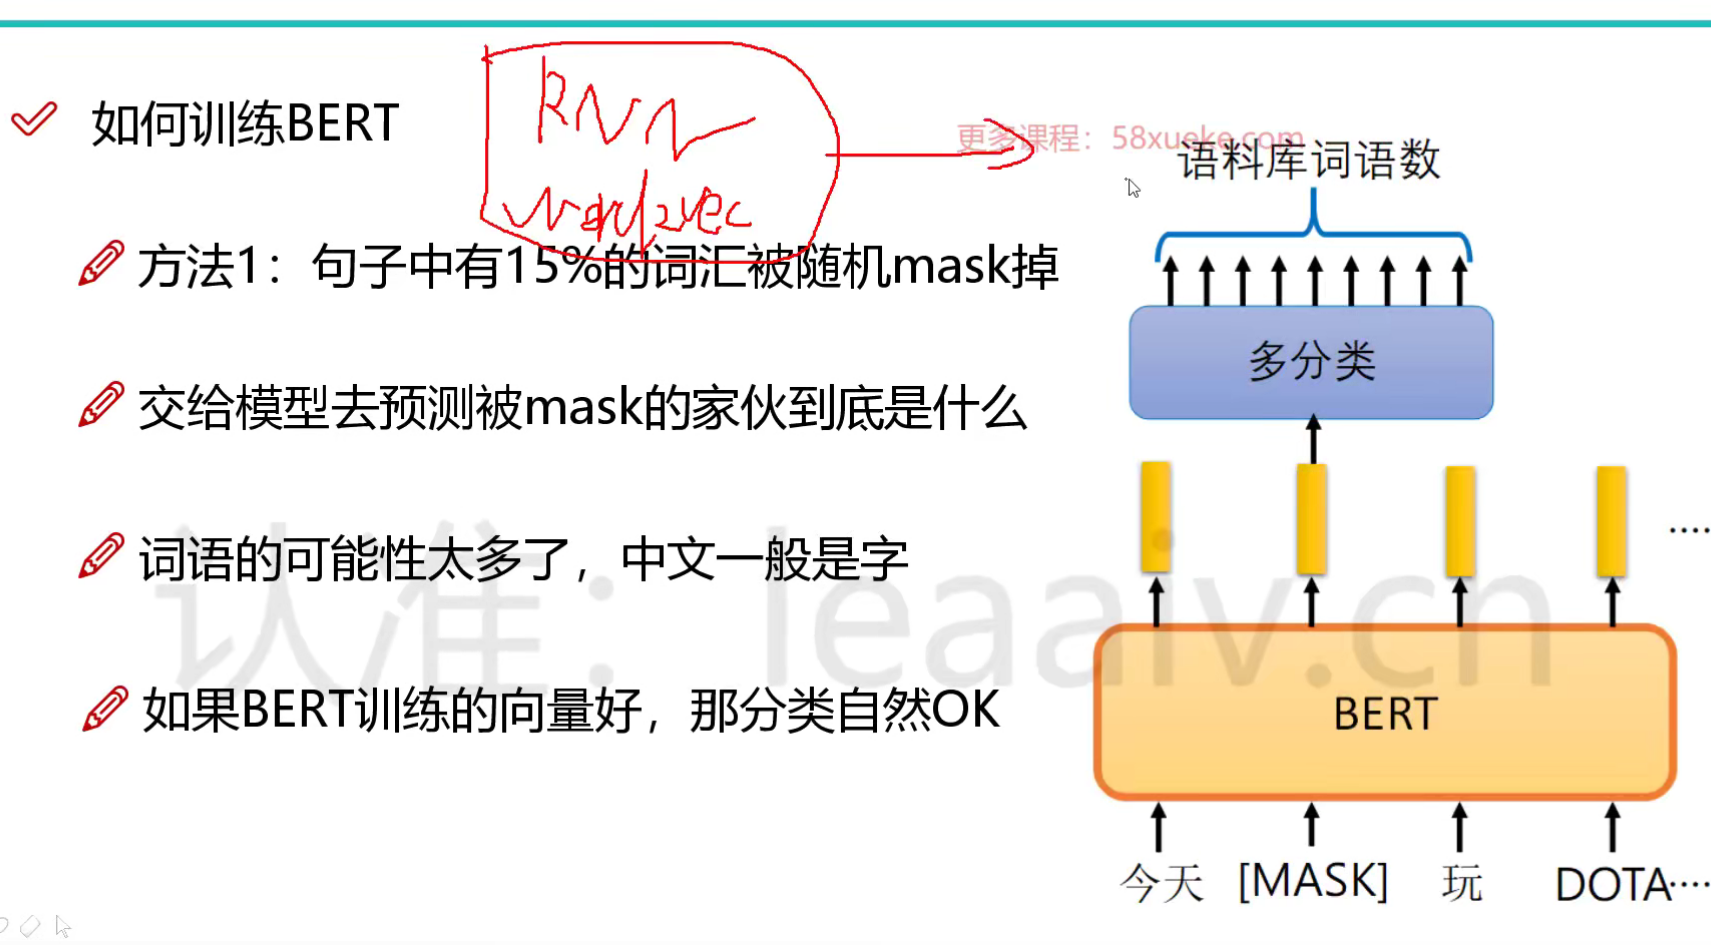 如何训练BERT
RNN
word2vec
更多课程：58xueke.com
语料库词语数
方法1：句子中有15%的词汇被随机mask掉
多分类
交给模型去预测被mask的家伙到底是什么
词语的可能性太多了，中文一般是字
认准：leaaiv.cn
如果BERT训练的向量好，那分类自然OK
BERT
今天 [MASK] 玩 DOTA....